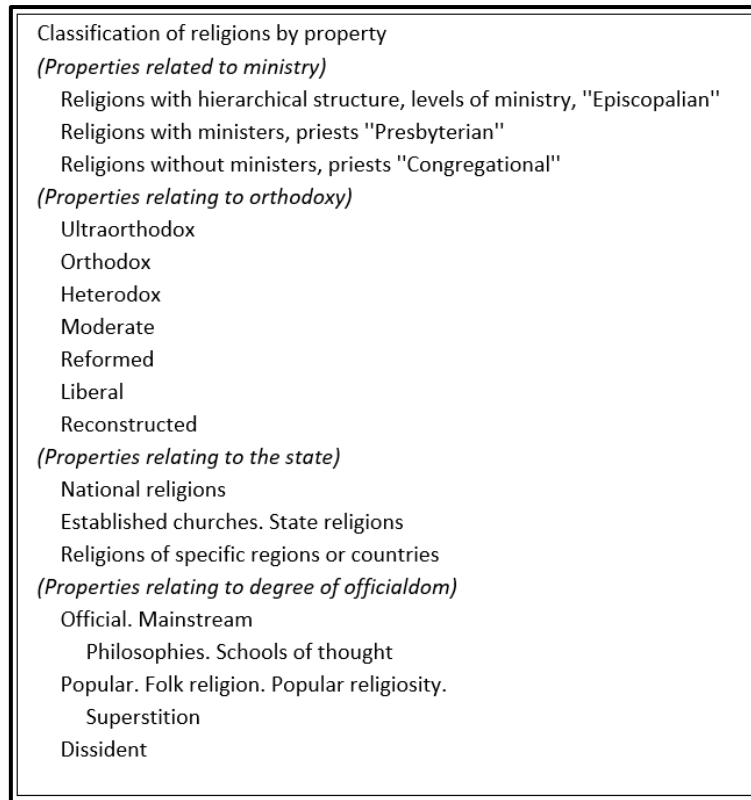 Classification of religions by property
(Properties related to ministry)
Religions with hierarchical structure, levels of ministry, "Episcopalian"
Religions with ministers, priests "Presbyterian"
Religions without ministers, priests "Congregational"
(Properties relating to orthodoxy)
Ultraorthodox
Orthodox
Heterodox
Moderate
Reformed
Liberal
Reconstructed
(Properties relating to the state)
National religions
Established churches. State religions
Religions of specific regions or countries
(Properties relating to degree of officialdom)
Official. Mainstream
Philosophies. Schools of thought
Popular. Folk religion. Popular religiosity.
Superstition
Dissident